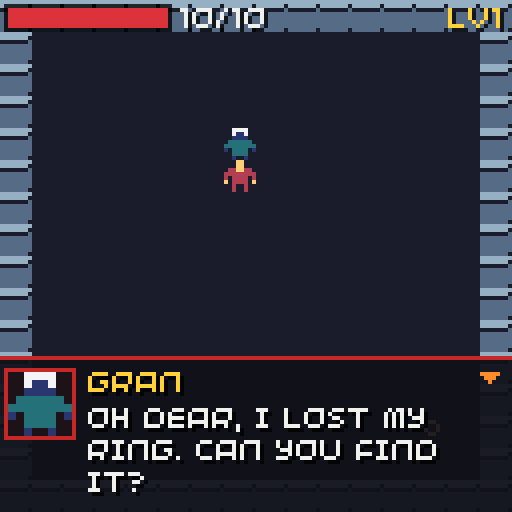 10/10 LV1
GRAN
OH DEAR, I LOST MY
RING. CAN YOU FIND
IT?